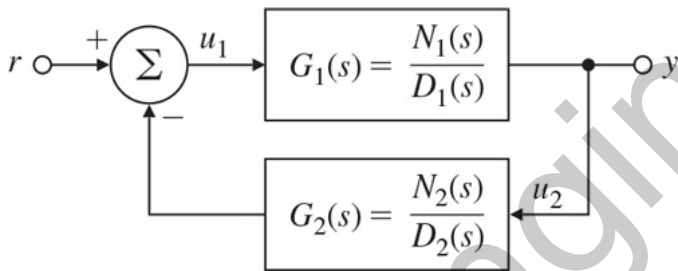 r + Σ u₁ G₁(s) = N₁(s)/D₁(s) y
−
G₂(s) = N₂(s)/D₂(s) u₂